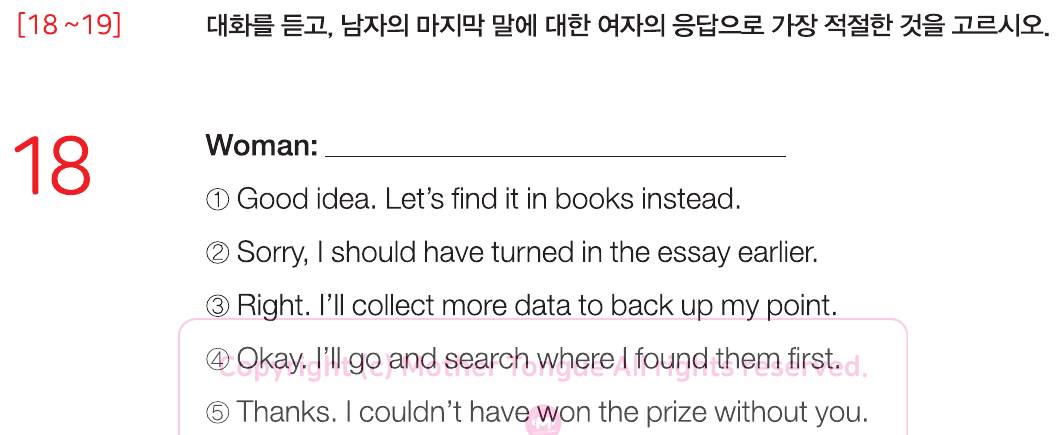 [18~19] 대화를 듣고, 남자의 마지막 말에 대한 여자의 응답으로 가장 적절한 것을 고르시오.
18
Woman:
① Good idea. Let's find it in books instead.
② Sorry, I should have turned in the essay earlier.
③ Right. I'll collect more data to back up my point.
④ Okay. I'll go and search where I found them first.
Copyright (c) Mother Tongue All rights reserved.
⑤ Thanks. I couldn't have won the prize without you.
M